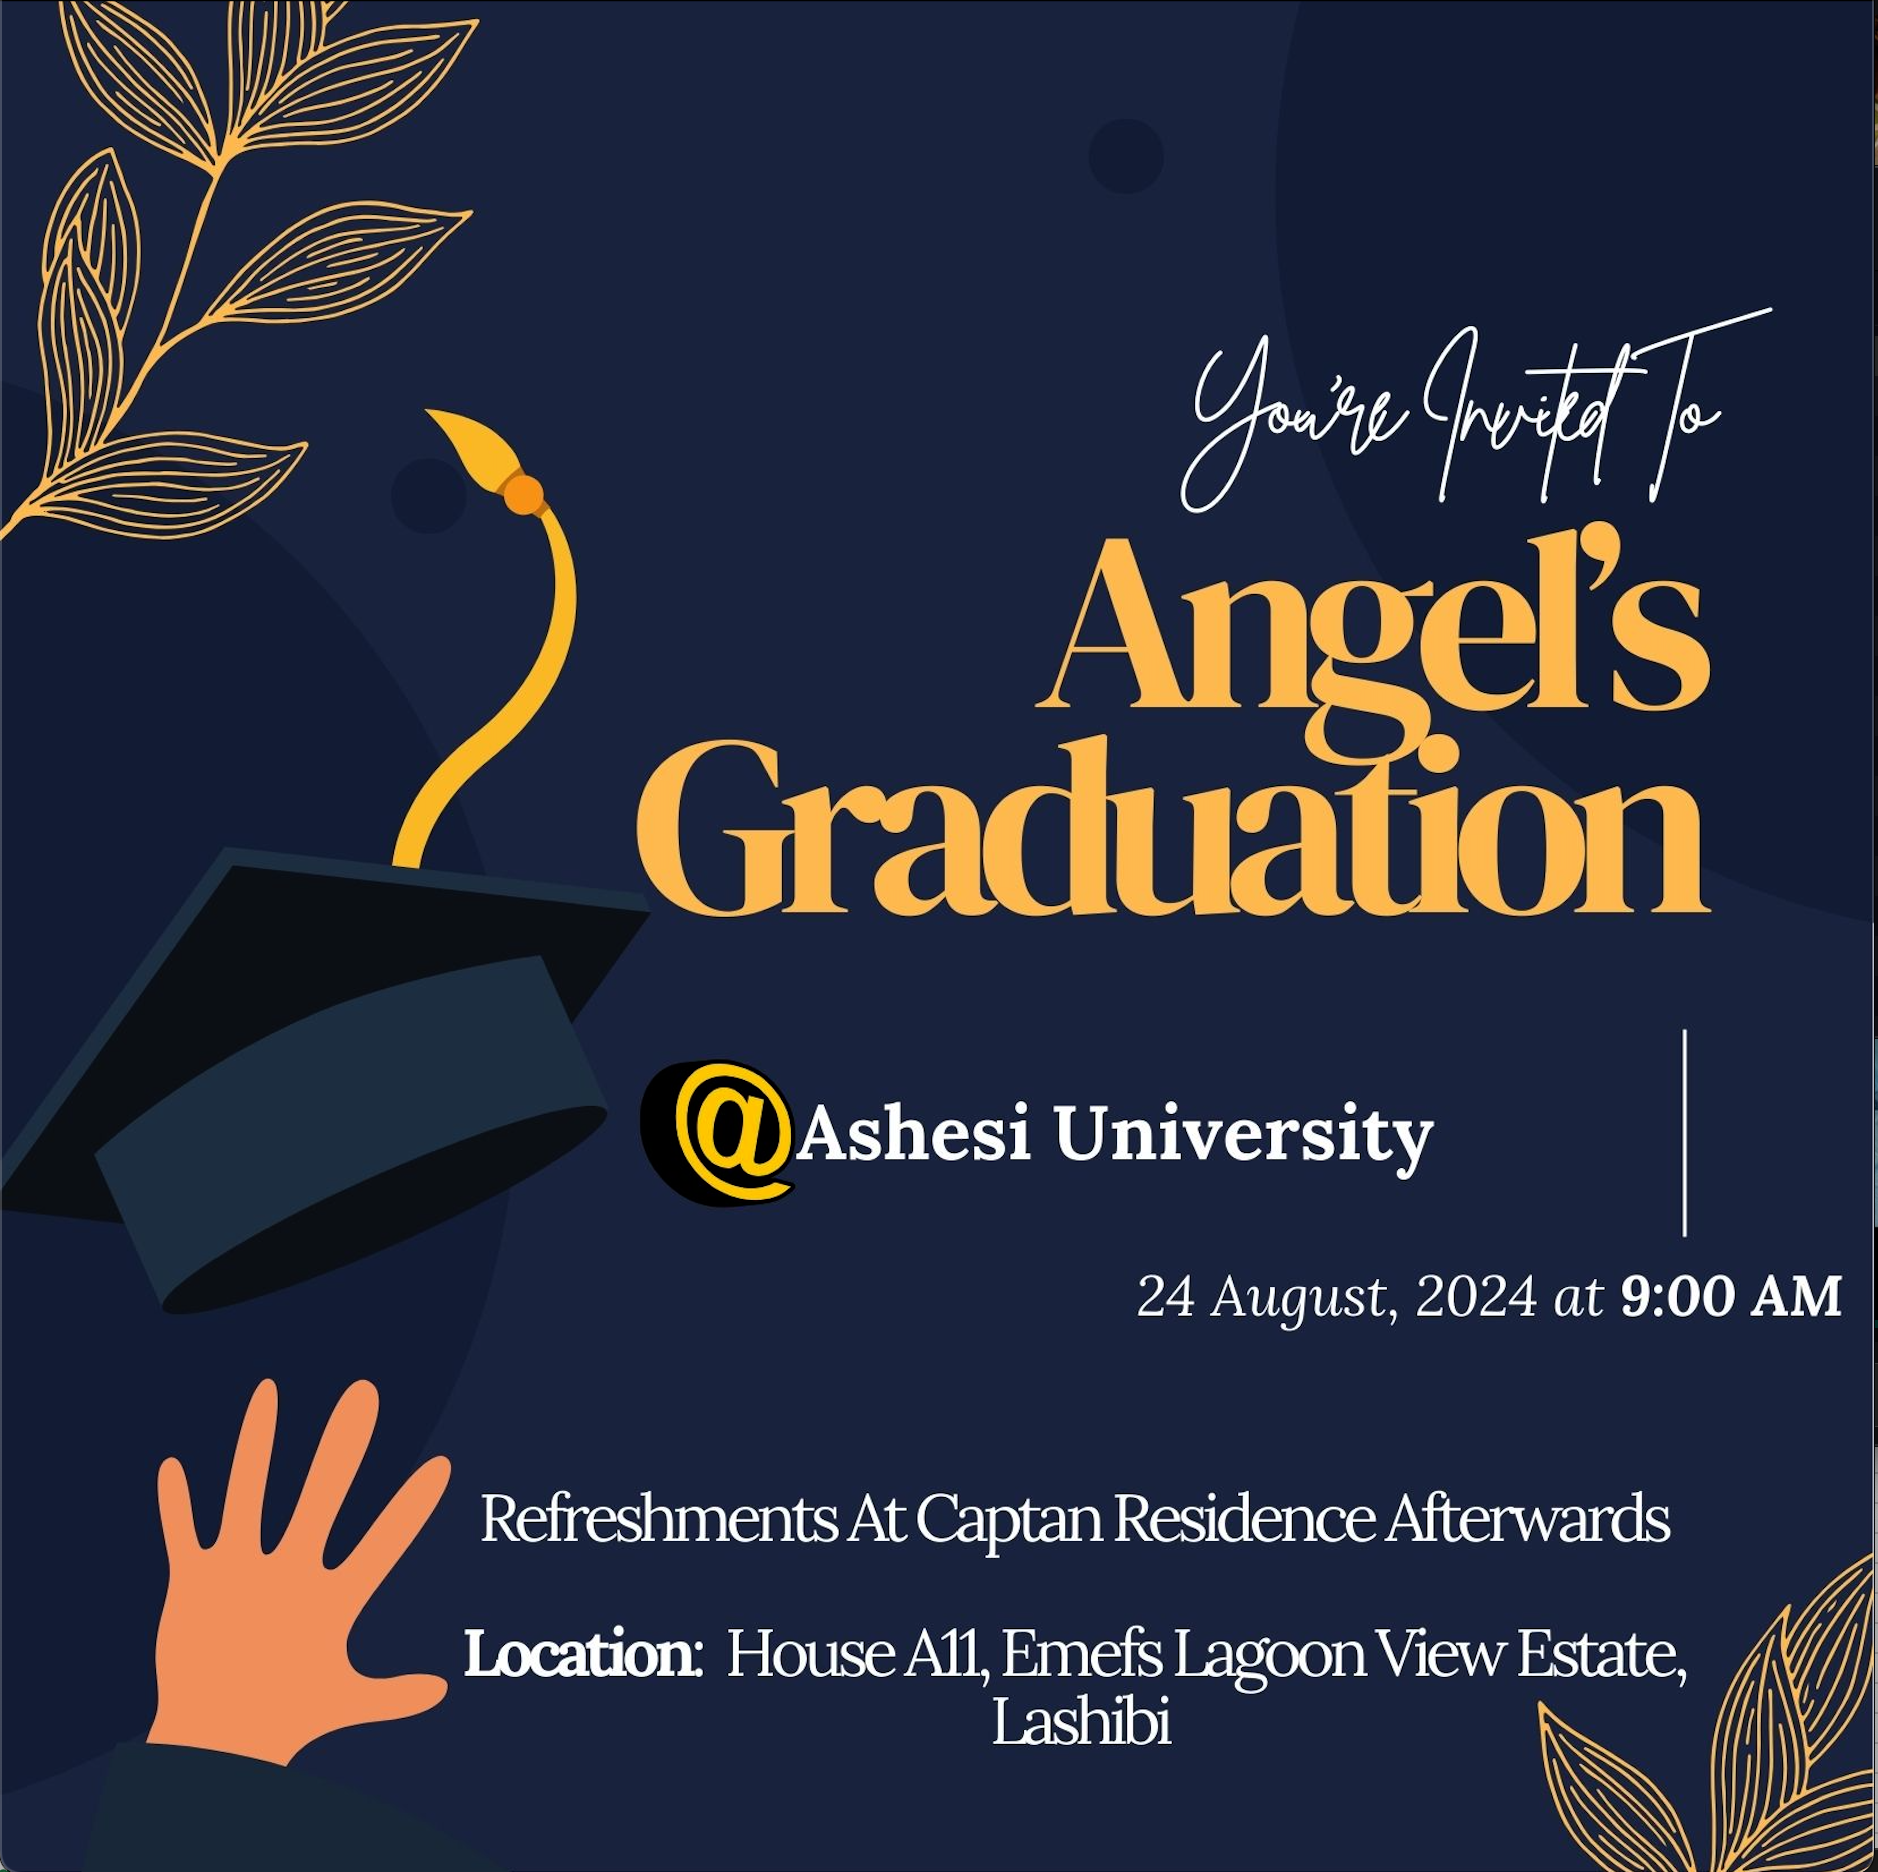 You're Invited To
Angel's
Graduation
@Ashesi University
24 August, 2024 at 9:00 AM
Refreshments At Captan Residence Afterwards
Location: House A11, Emefs Lagoon View Estate,
Lashibi